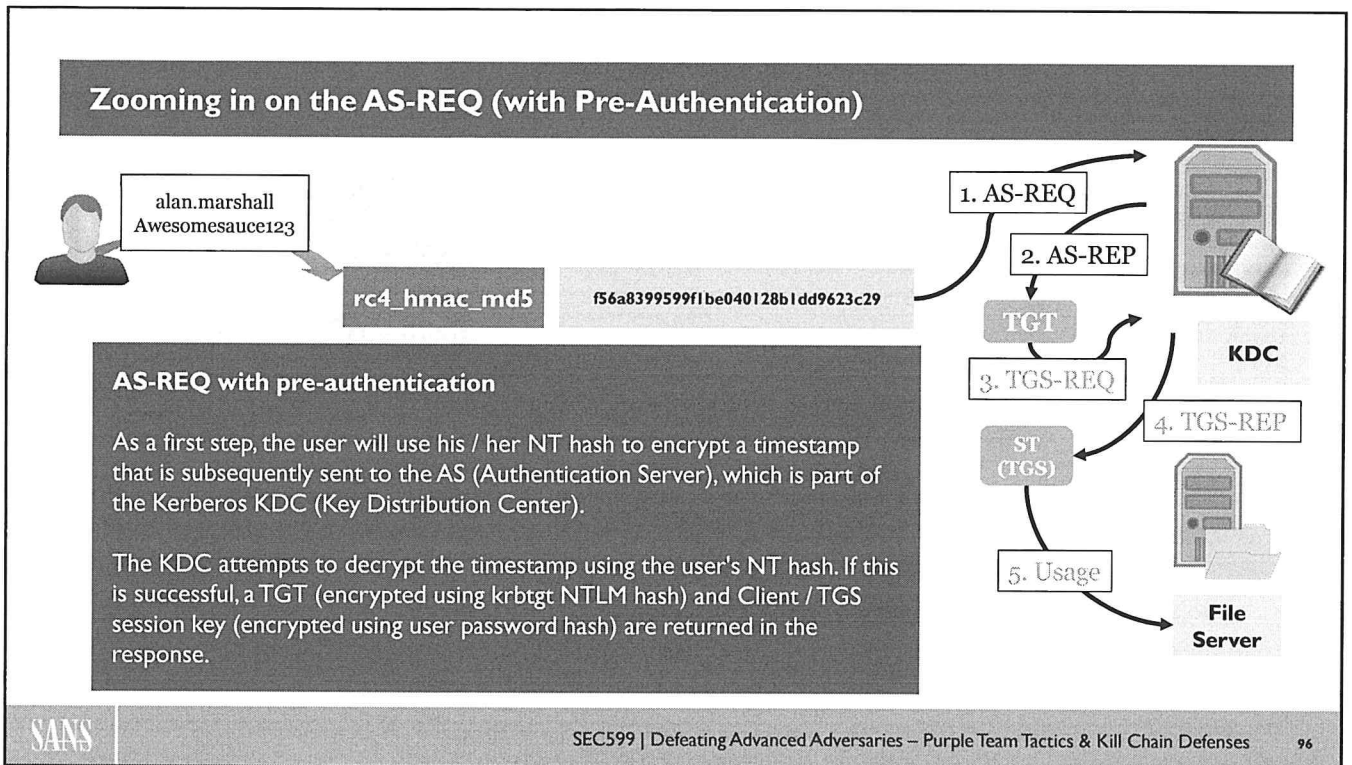 Zooming in on the AS-REQ (with Pre-Authentication)
alan.marshall
Awesomesauce123
rc4_hmac_md5
f56a8399599f1be040128b1dd9623c29
1. AS-REQ
2. AS-REP
TGT
3. TGS-REQ
KDC
4. TGS-REP
ST
(TGS)
5. Usage
File
Server
AS-REQ with pre-authentication
As a first step, the user will use his / her NT hash to encrypt a timestamp
that is subsequently sent to the AS (Authentication Server), which is part of
the Kerberos KDC (Key Distribution Center).
The KDC attempts to decrypt the timestamp using the user's NT hash. If this
is successful, a TGT (encrypted using krbtgt NTLM hash) and Client / TGS
session key (encrypted using user password hash) are returned in the
response.
SANS
SEC599 | Defeating Advanced Adversaries – Purple Team Tactics & Kill Chain Defenses 96